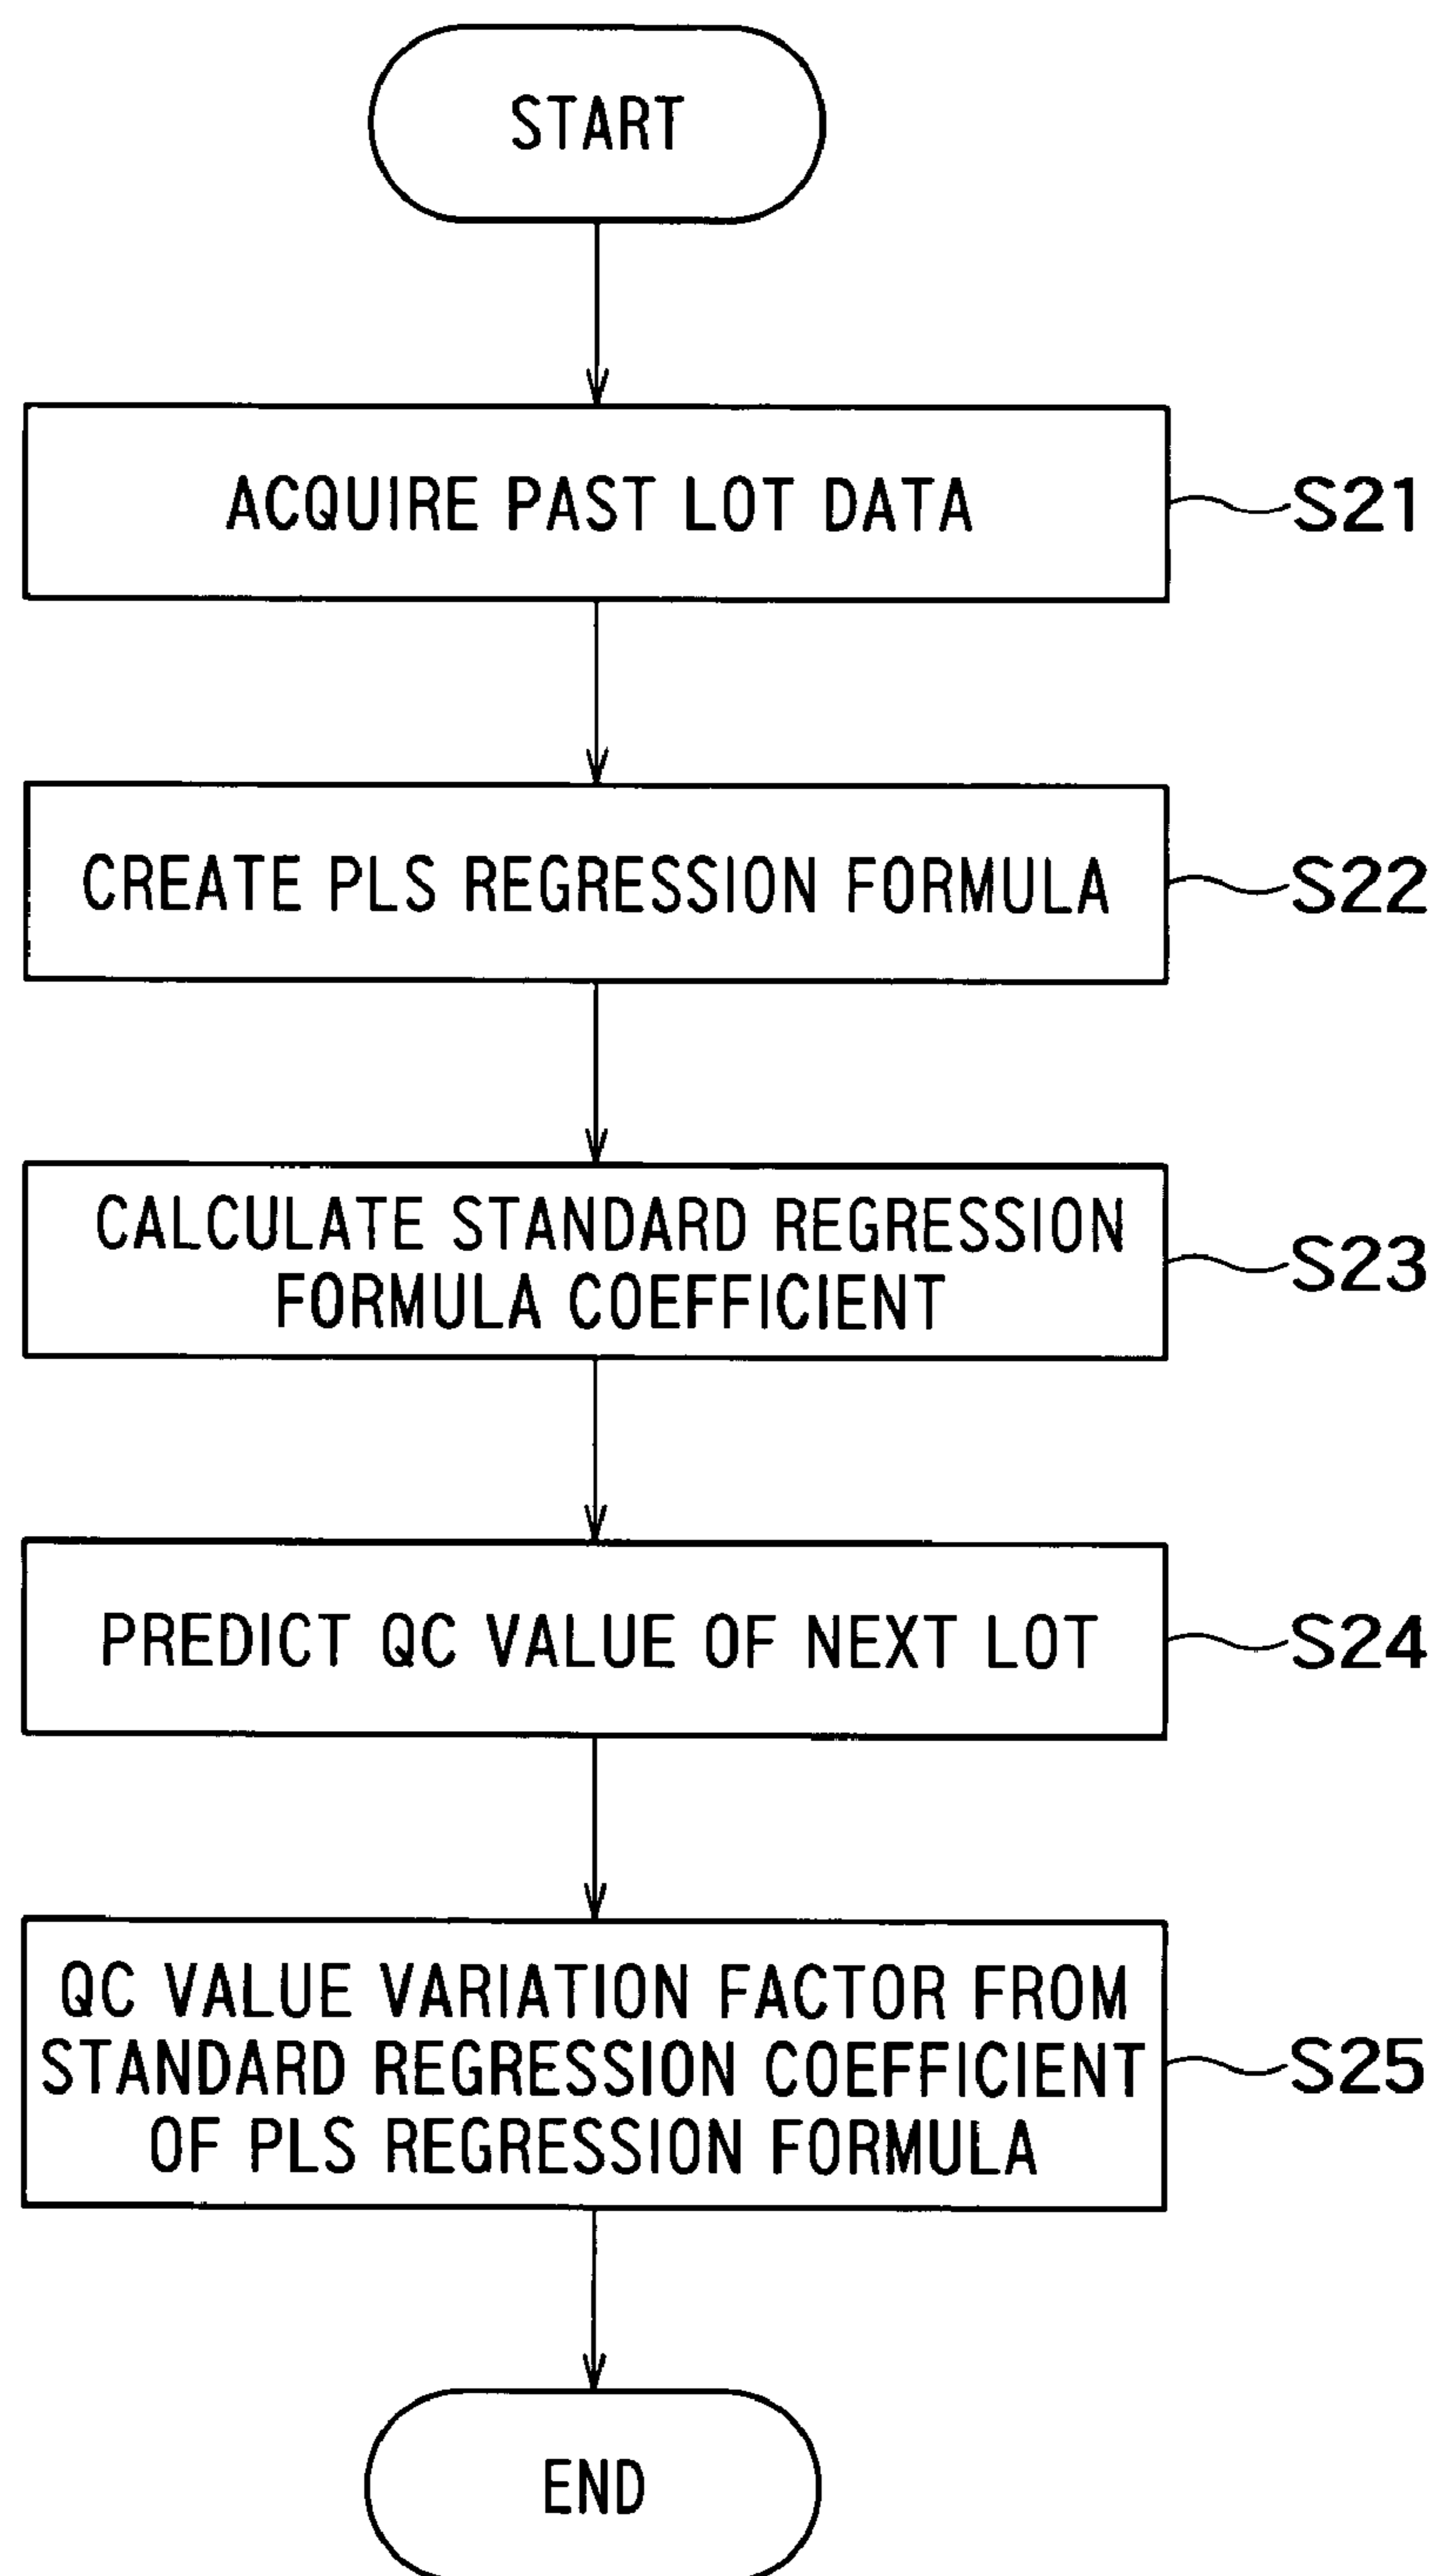 START
ACQUIRE PAST LOT DATA
S21
CREATE PLS REGRESSION FORMULA
S22
CALCULATE STANDARD REGRESSION
FORMULA COEFFICIENT
S23
PREDICT QC VALUE OF NEXT LOT
S24
QC VALUE VARIATION FACTOR FROM
STANDARD REGRESSION COEFFICIENT
OF PLS REGRESSION FORMULA
S25
END